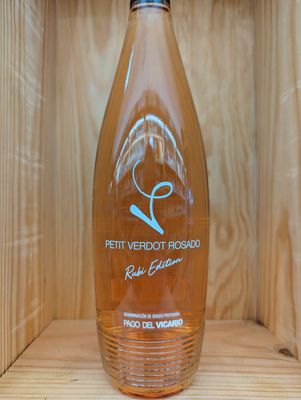 PETIT VERDOT ROSADO
Rubí Edition
DENOMINACIÓN DE ORIGEN PROTEGIDA
PAGO DEL VICARIO